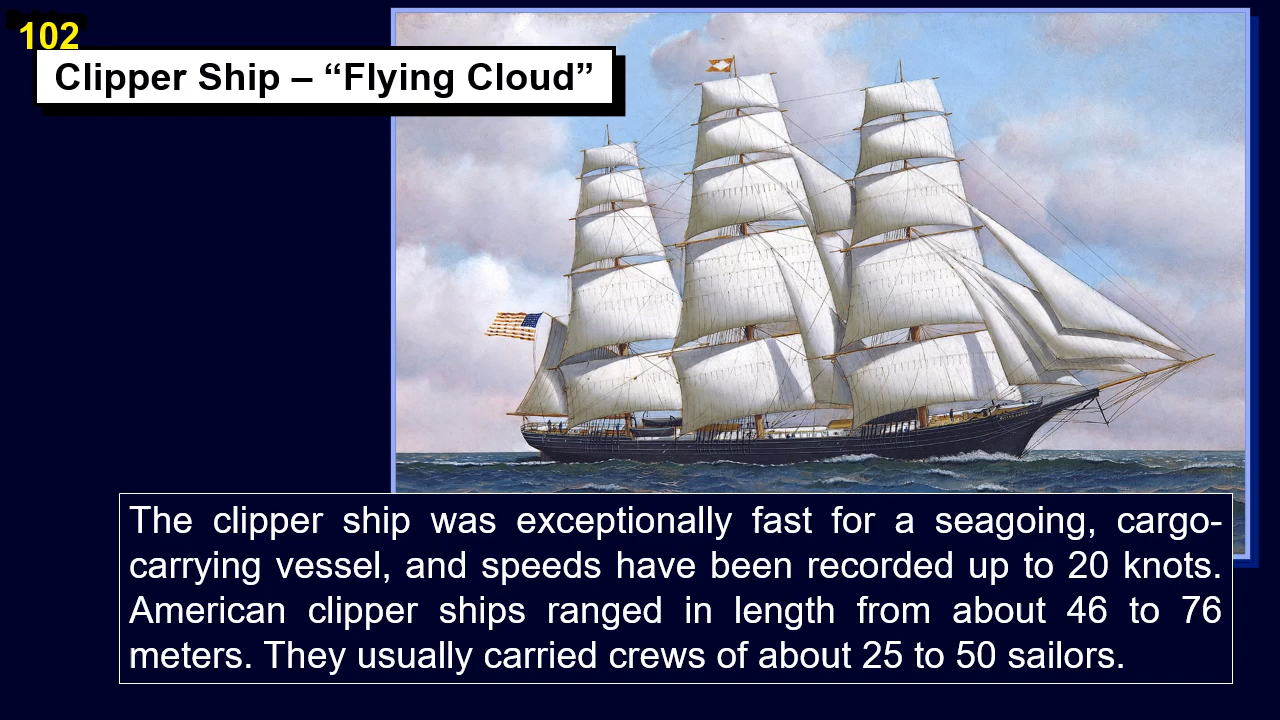 102
Clipper Ship – “Flying Cloud”
The clipper ship was exceptionally fast for a seagoing, cargo-
carrying vessel, and speeds have been recorded up to 20 knots.
American clipper ships ranged in length from about 46 to 76
meters. They usually carried crews of about 25 to 50 sailors.